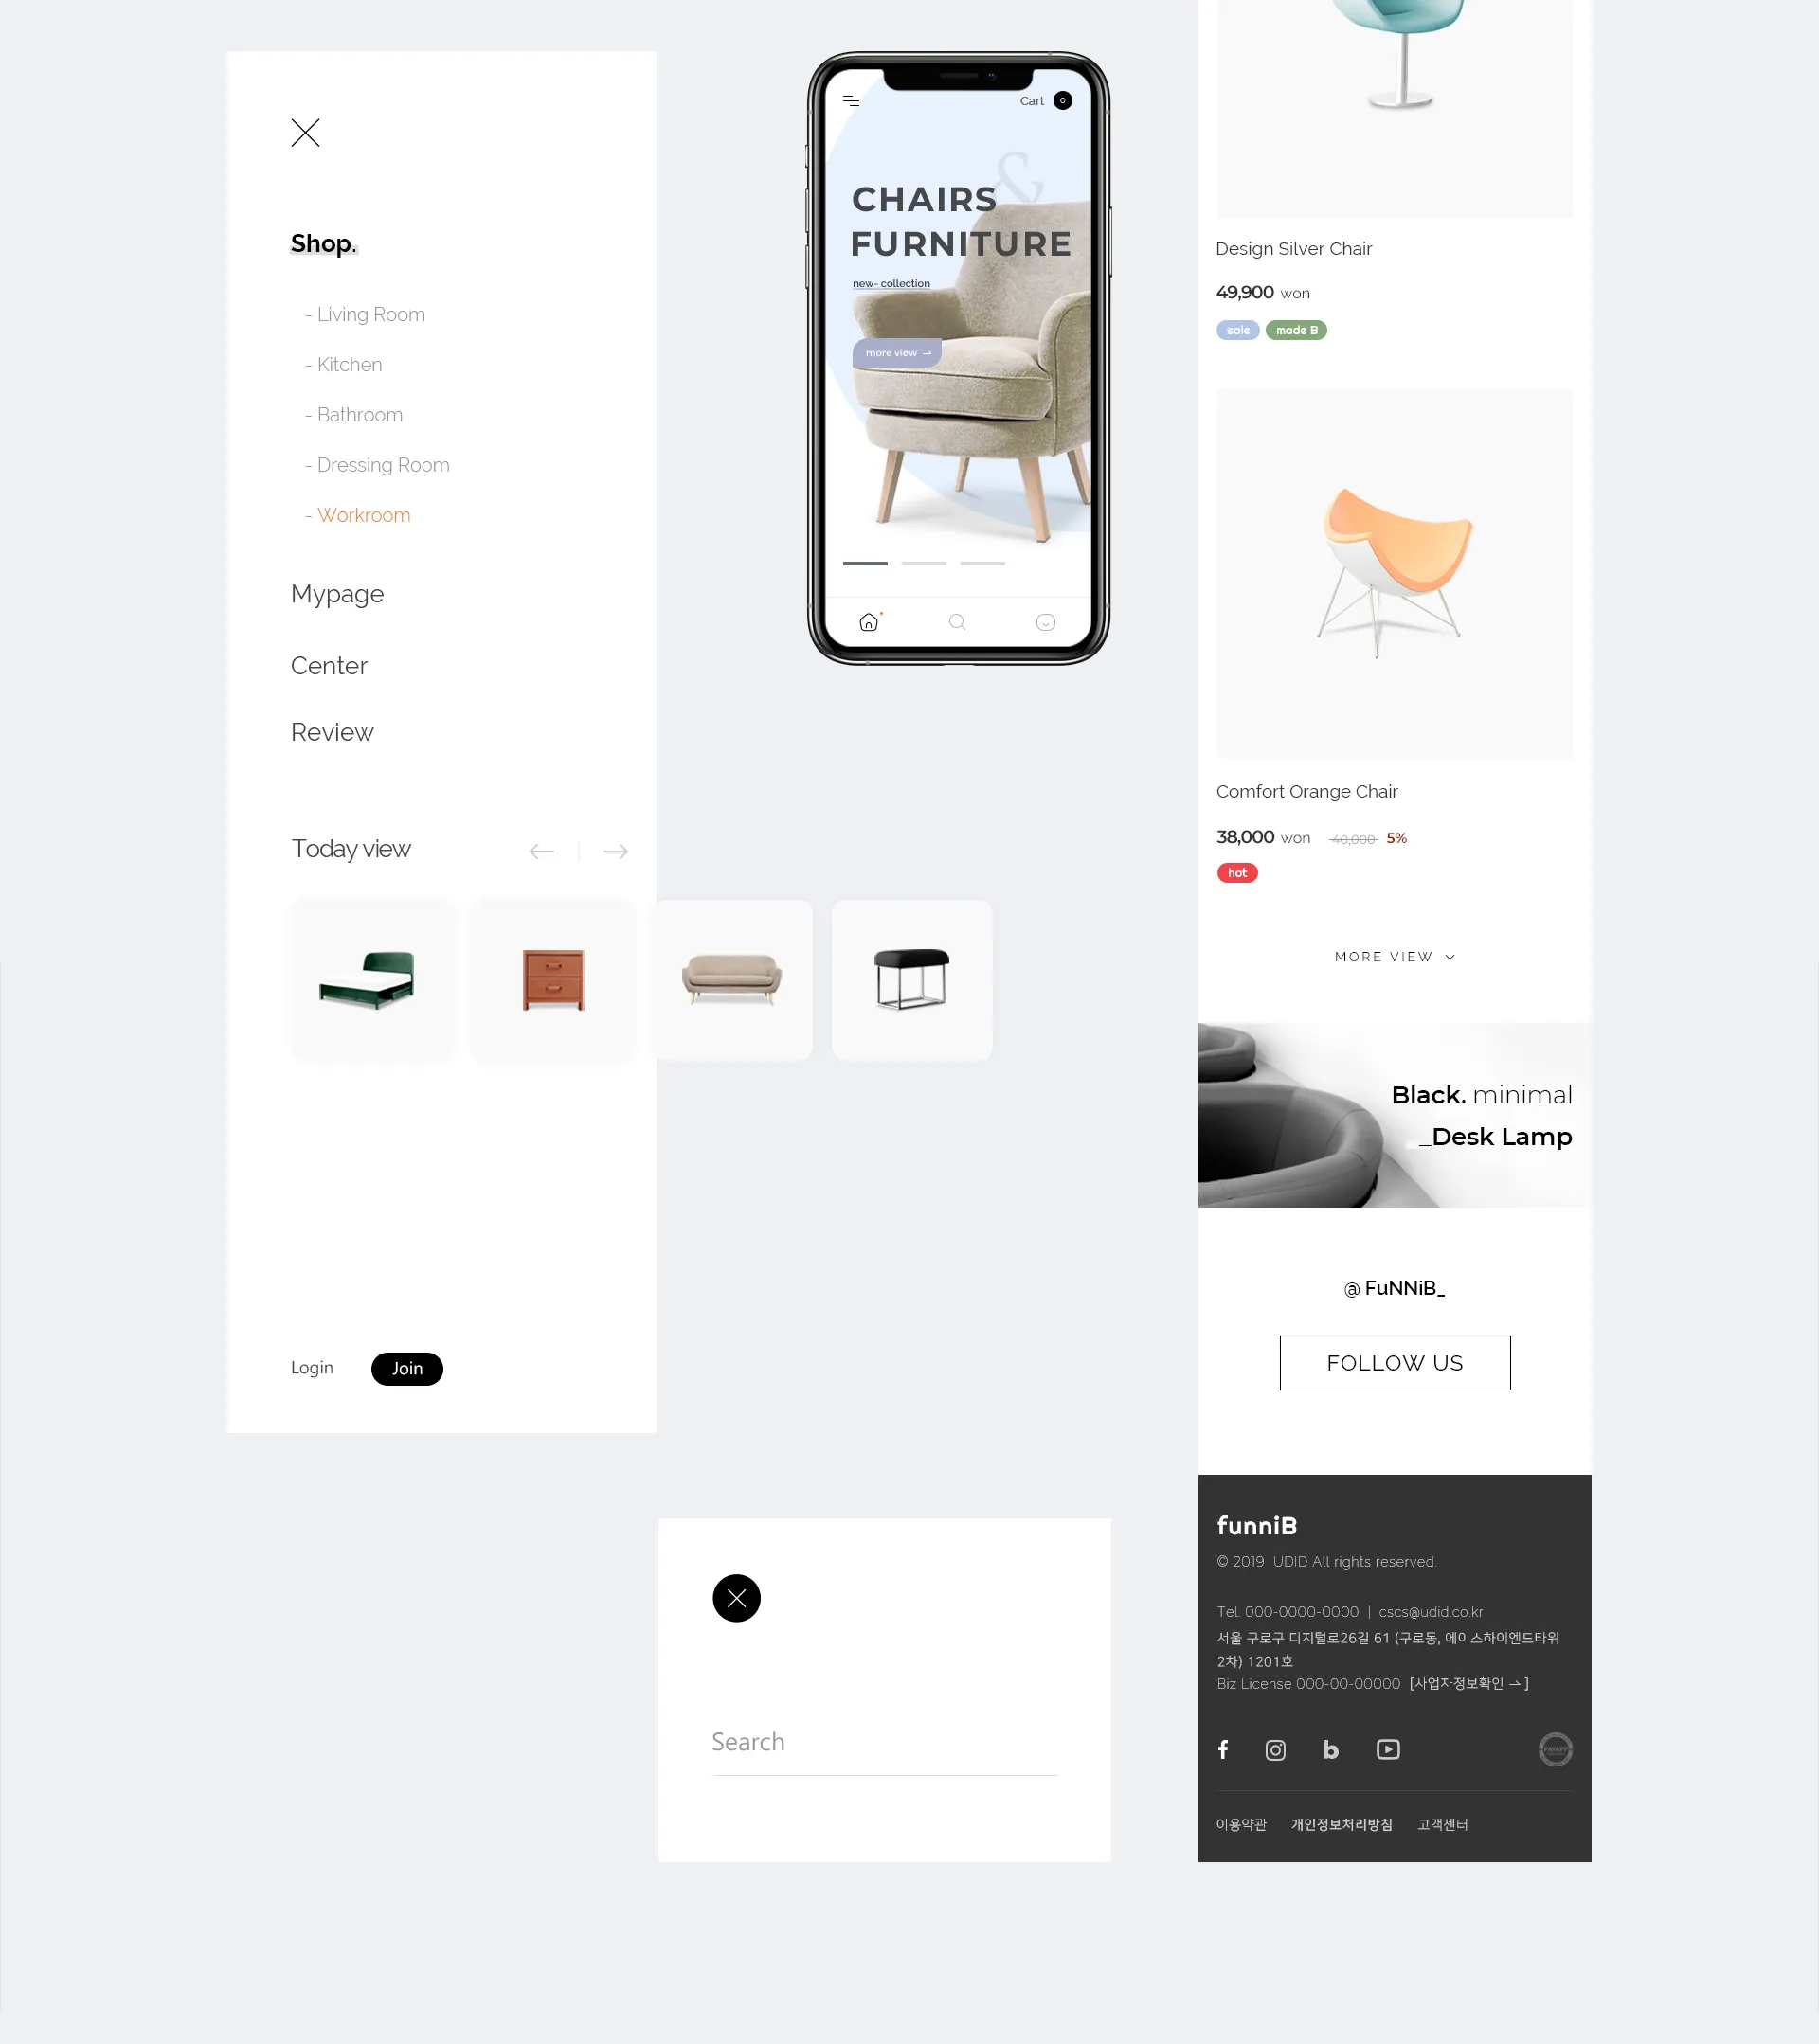 Shop.
- Living Room
- Kitchen
- Bathroom
- Dressing Room
- Workroom
Mypage
Center
Review
Today view
Login
Join
Cart 0
&
CHAIRS
FURNITURE
new- collection
more view →
Search
Design Silver Chair
49,900 won
sale made B
Comfort Orange Chair
38,000 won 40,000 5%
hot
MORE VIEW
Black. minimal
_Desk Lamp
@ FuNNiB_
FOLLOW US
funniB
© 2019 UDID All rights reserved.
Tel. 000-0000-0000 | cscs@udid.co.kr
서울 구로구 디지털로26길 61 (구로동, 에이스하이엔드타워
2차) 1201호
Biz License 000-00-00000 [사업자정보확인 → ]
이용약관 개인정보처리방침 고객센터